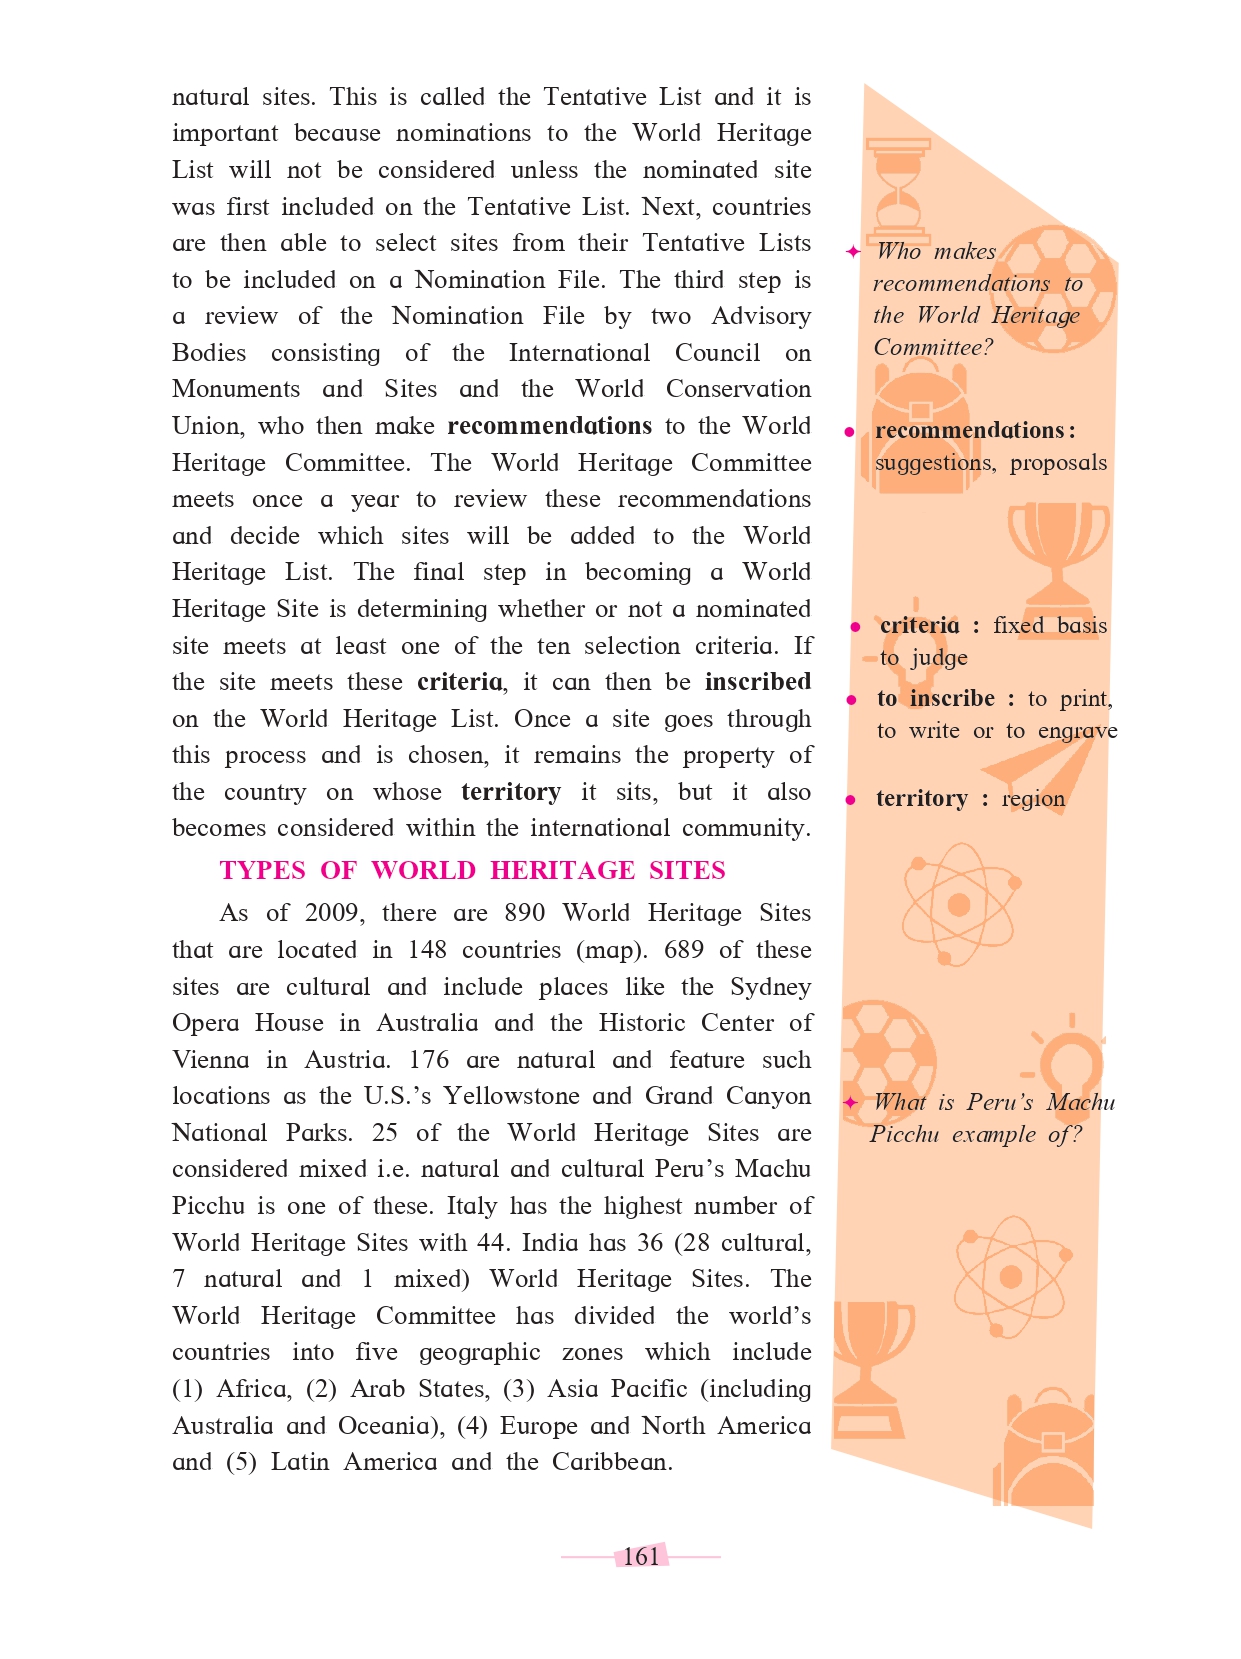 natural sites. This is called the Tentative List and it is
important because nominations to the World Heritage
List will not be considered unless the nominated site
was first included on the Tentative List. Next, countries
are then able to select sites from their Tentative Lists
to be included on a Nomination File. The third step is
a review of the Nomination File by two Advisory
Bodies consisting of the International Council on
Monuments and Sites and the World Conservation
Union, who then make recommendations to the World
Heritage Committee. The World Heritage Committee
meets once a year to review these recommendations
and decide which sites will be added to the World
Heritage List. The final step in becoming a World
Heritage Site is determining whether or not a nominated
site meets at least one of the ten selection criteria. If
the site meets these criteria, it can then be inscribed
on the World Heritage List. Once a site goes through
this process and is chosen, it remains the property of
the country on whose territory it sits, but it also
becomes considered within the international community.
TYPES OF WORLD HERITAGE SITES
As of 2009, there are 890 World Heritage Sites
that are located in 148 countries (map). 689 of these
sites are cultural and include places like the Sydney
Opera House in Australia and the Historic Center of
Vienna in Austria. 176 are natural and feature such
locations as the U.S.’s Yellowstone and Grand Canyon
National Parks. 25 of the World Heritage Sites are
considered mixed i.e. natural and cultural Peru’s Machu
Picchu is one of these. Italy has the highest number of
World Heritage Sites with 44. India has 36 (28 cultural,
7 natural and 1 mixed) World Heritage Sites. The
World Heritage Committee has divided the world’s
countries into five geographic zones which include
(1) Africa, (2) Arab States, (3) Asia Pacific (including
Australia and Oceania), (4) Europe and North America
and (5) Latin America and the Caribbean.
✦ Who makes
recommendations to
the World Heritage
Committee?
● recommendations :
suggestions, proposals
● criteria : fixed basis
to judge
● to inscribe : to print,
to write or to engrave
● territory : region
✦ What is Peru’s Machu
Picchu example of?
161